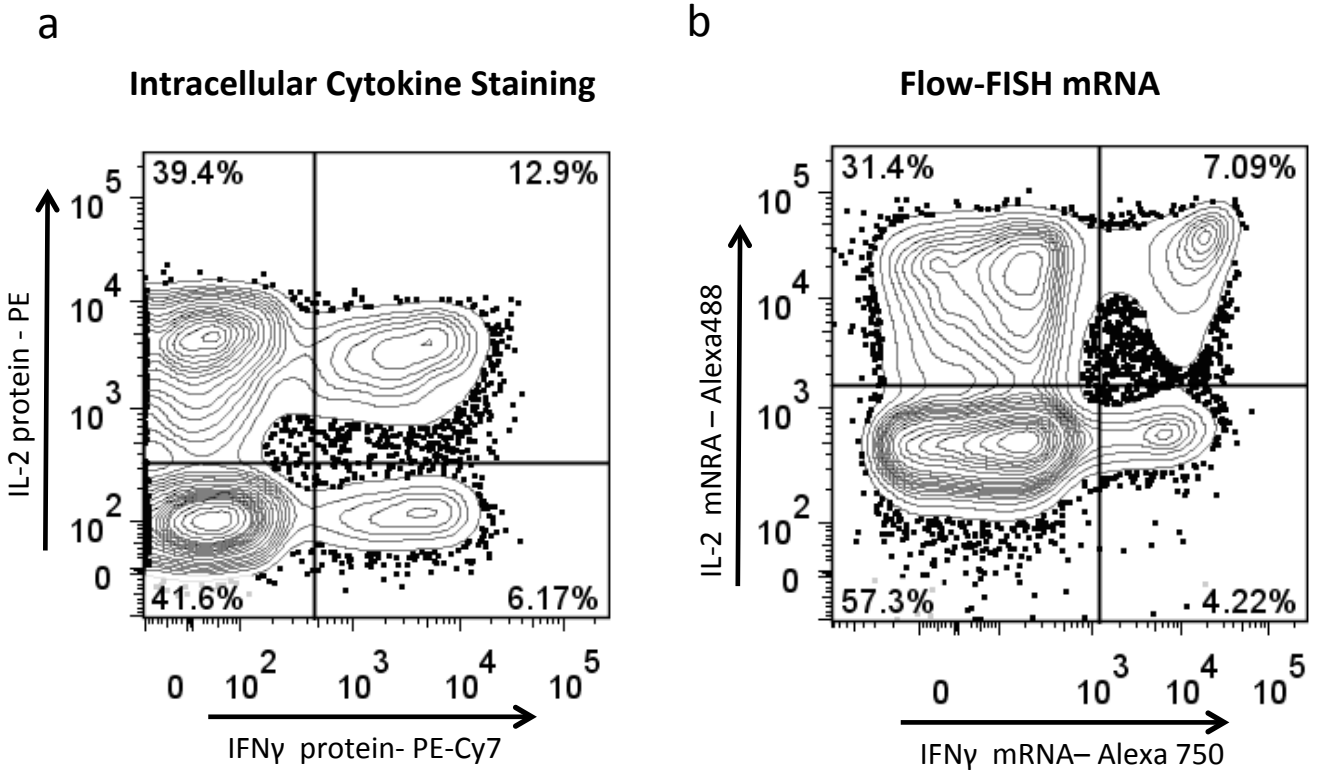 a
Intracellular Cytokine Staining
39.4%
12.9%
41.6%
6.17%
10 5
10 4
10 3
10 2
0
IL-2 protein - PE
0 10 2 10 3 10 4 10 5
IFNγ protein- PE-Cy7
b
Flow-FISH mRNA
31.4%
7.09%
57.3%
4.22%
10 5
10 4
10 3
10 2
0
IL-2 mNRA – Alexa488
0 10 3 10 4 10 5
IFNγ mRNA– Alexa 750